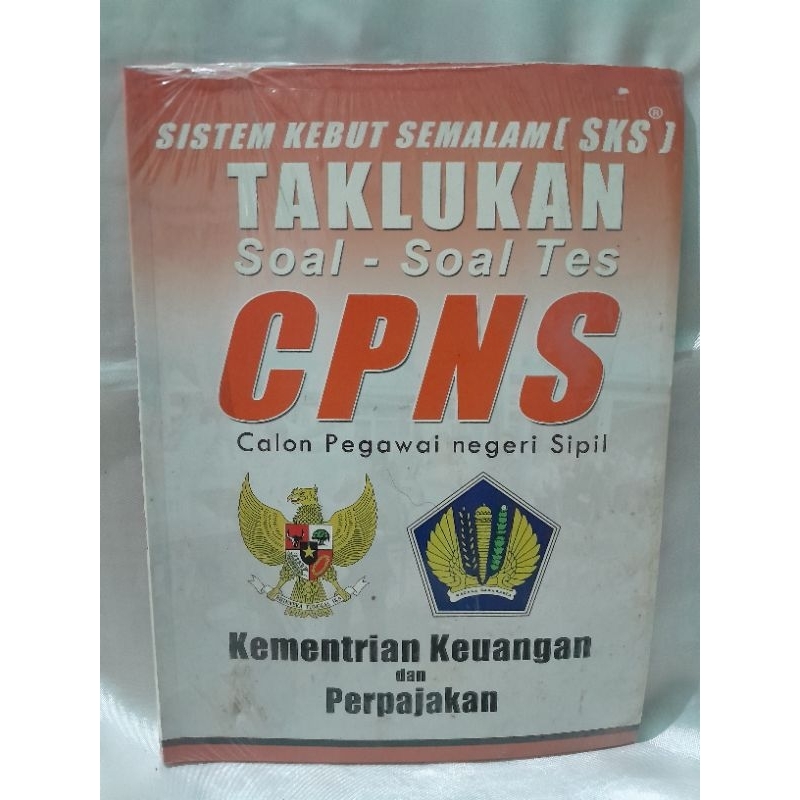 SISTEM KEBUT SEMALAM ( SKS ® )
TAKLUKAN
Soal - Soal Tes
CPNS
Calon Pegawai negeri Sipil
Kementrian Keuangan
dan
Perpajakan